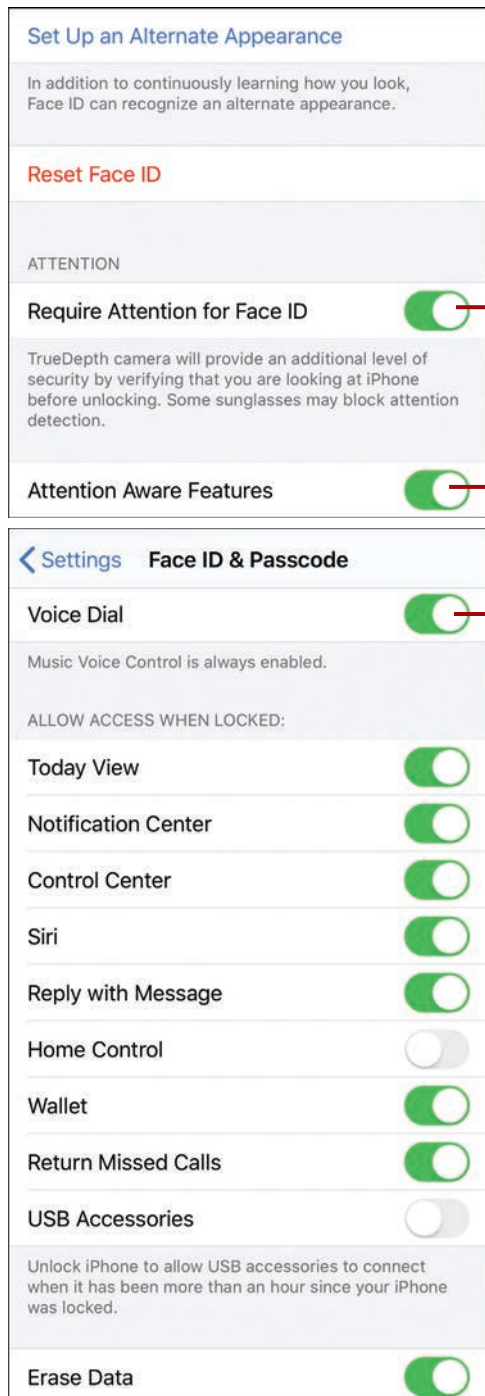 Set Up an Alternate Appearance
In addition to continuously learning how you look,
Face ID can recognize an alternate appearance.
Reset Face ID
ATTENTION
Require Attention for Face ID
TrueDepth camera will provide an additional level of
security by verifying that you are looking at iPhone
before unlocking. Some sunglasses may block attention
detection.
Attention Aware Features
Settings Face ID & Passcode
Voice Dial
Music Voice Control is always enabled.
ALLOW ACCESS WHEN LOCKED:
Today View
Notification Center
Control Center
Siri
Reply with Message
Home Control
Wallet
Return Missed Calls
USB Accessories
Unlock iPhone to allow USB accessories to connect
when it has been more than an hour since your iPhone
was locked.
Erase Data